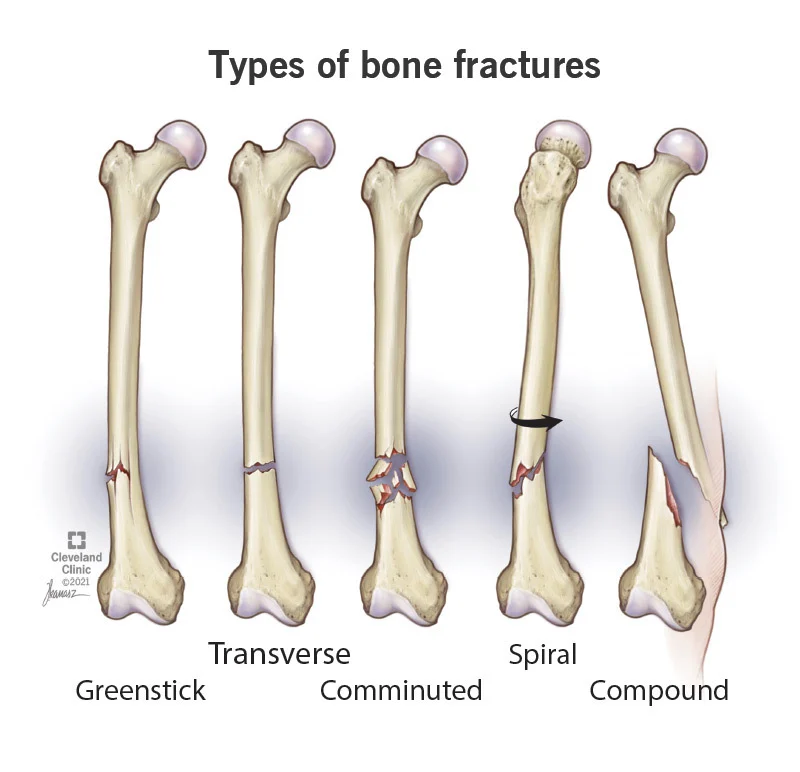 Types of bone fractures
Cleveland
Clinic
©2021
Transverse
Spiral
Greenstick
Comminuted
Compound